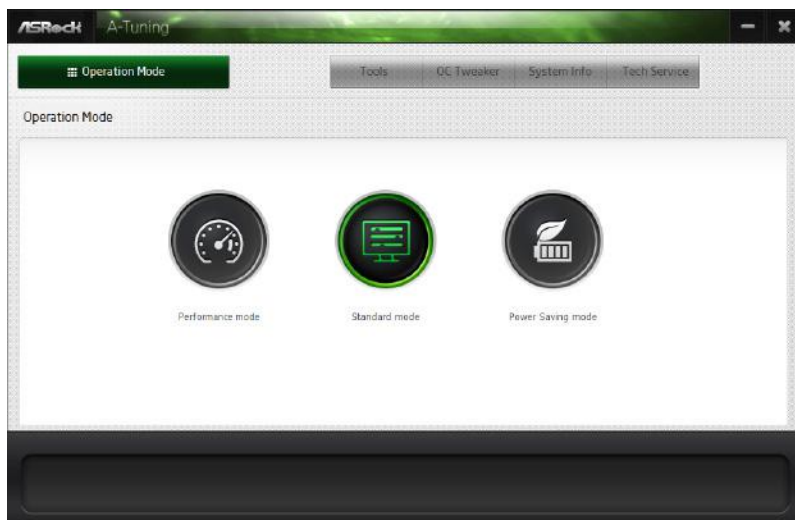 ASRock A-Tuning
Operation Mode Tools OC Tweaker System Info Tech Service
Operation Mode
Performance mode Standard mode Power Saving mode